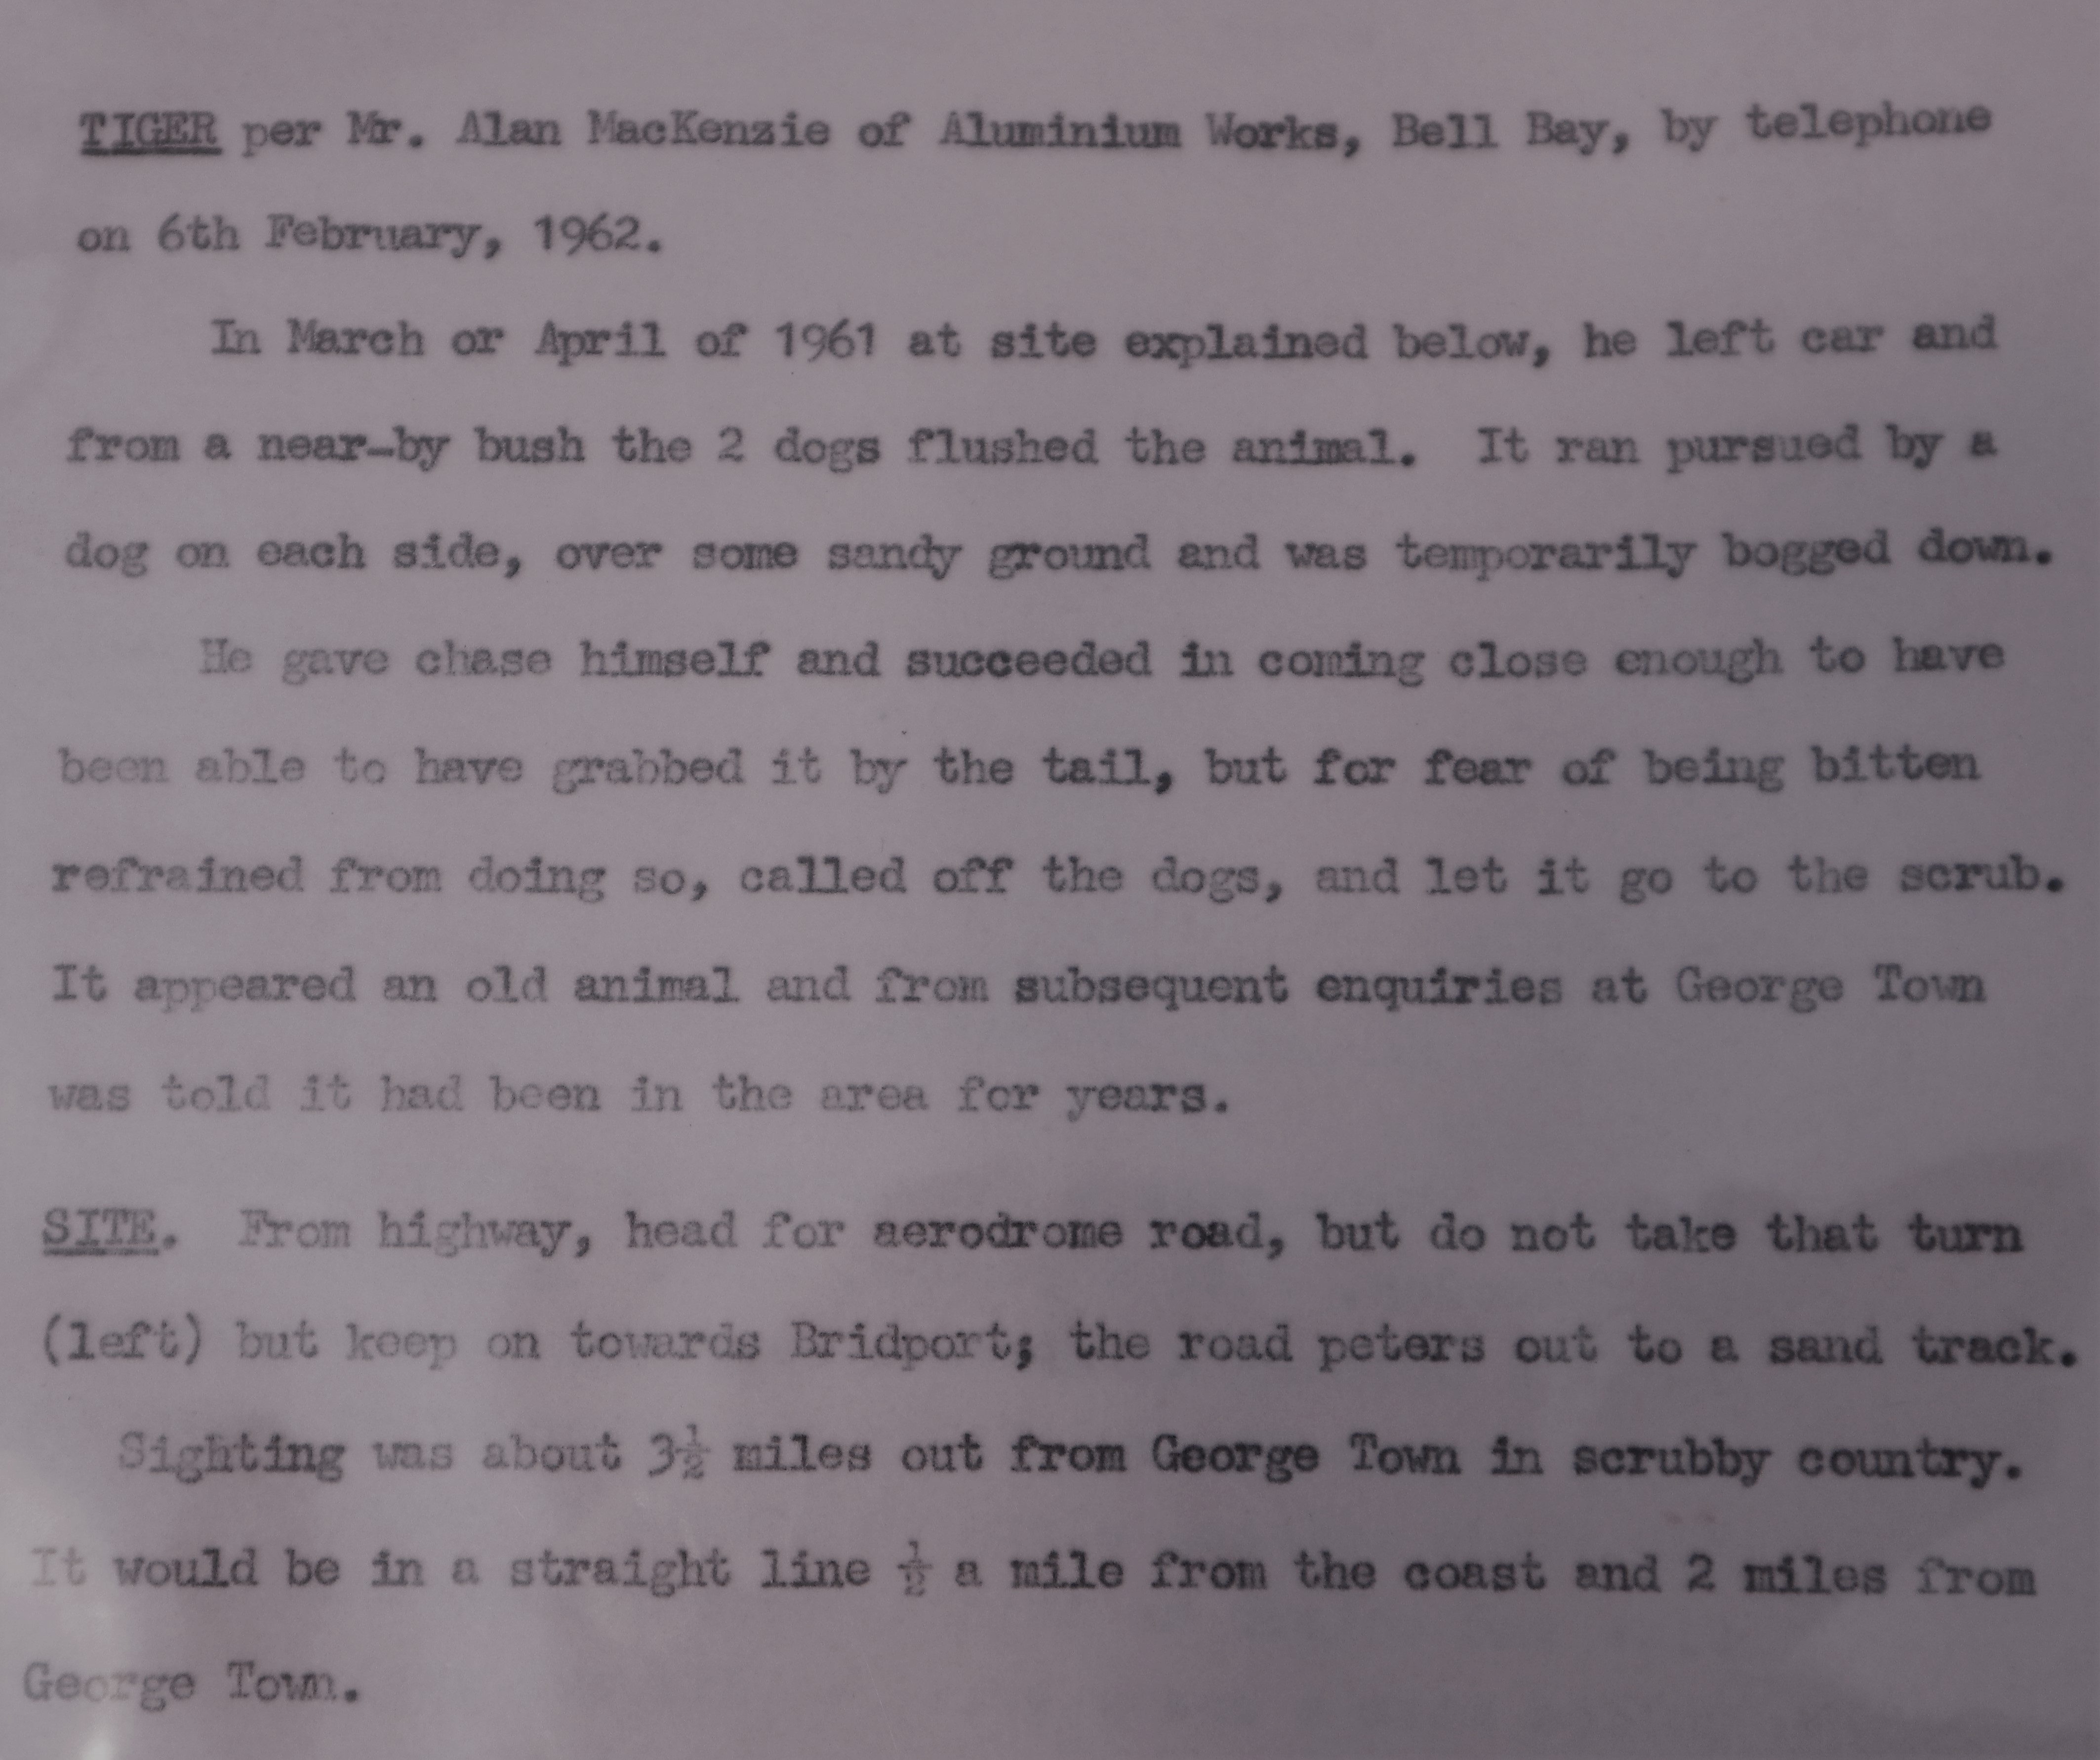 TIGER per Mr. Alan MacKenzie of Aluminium Works, Bell Bay, by telephone
on 6th February, 1962.
In March or April of 1961 at site explained below, he left car and
from a near-by bush the 2 dogs flushed the animal. It ran pursued by a
dog on each side, over some sandy ground and was temporarily bogged down.
He gave chase himself and succeeded in coming close enough to have
been able to have grabbed it by the tail, but for fear of being bitten
refrained from doing so, called off the dogs, and let it go to the scrub.
It appeared an old animal and from subsequent enquiries at George Town
was told it had been in the area for years.
SITE. From highway, head for aerodrome road, but do not take that turn
(left) but keep on towards Bridport; the road peters out to a sand track.
Sighting was about 3½ miles out from George Town in scrubby country.
It would be in a straight line ½ a mile from the coast and 2 miles from
George Town.